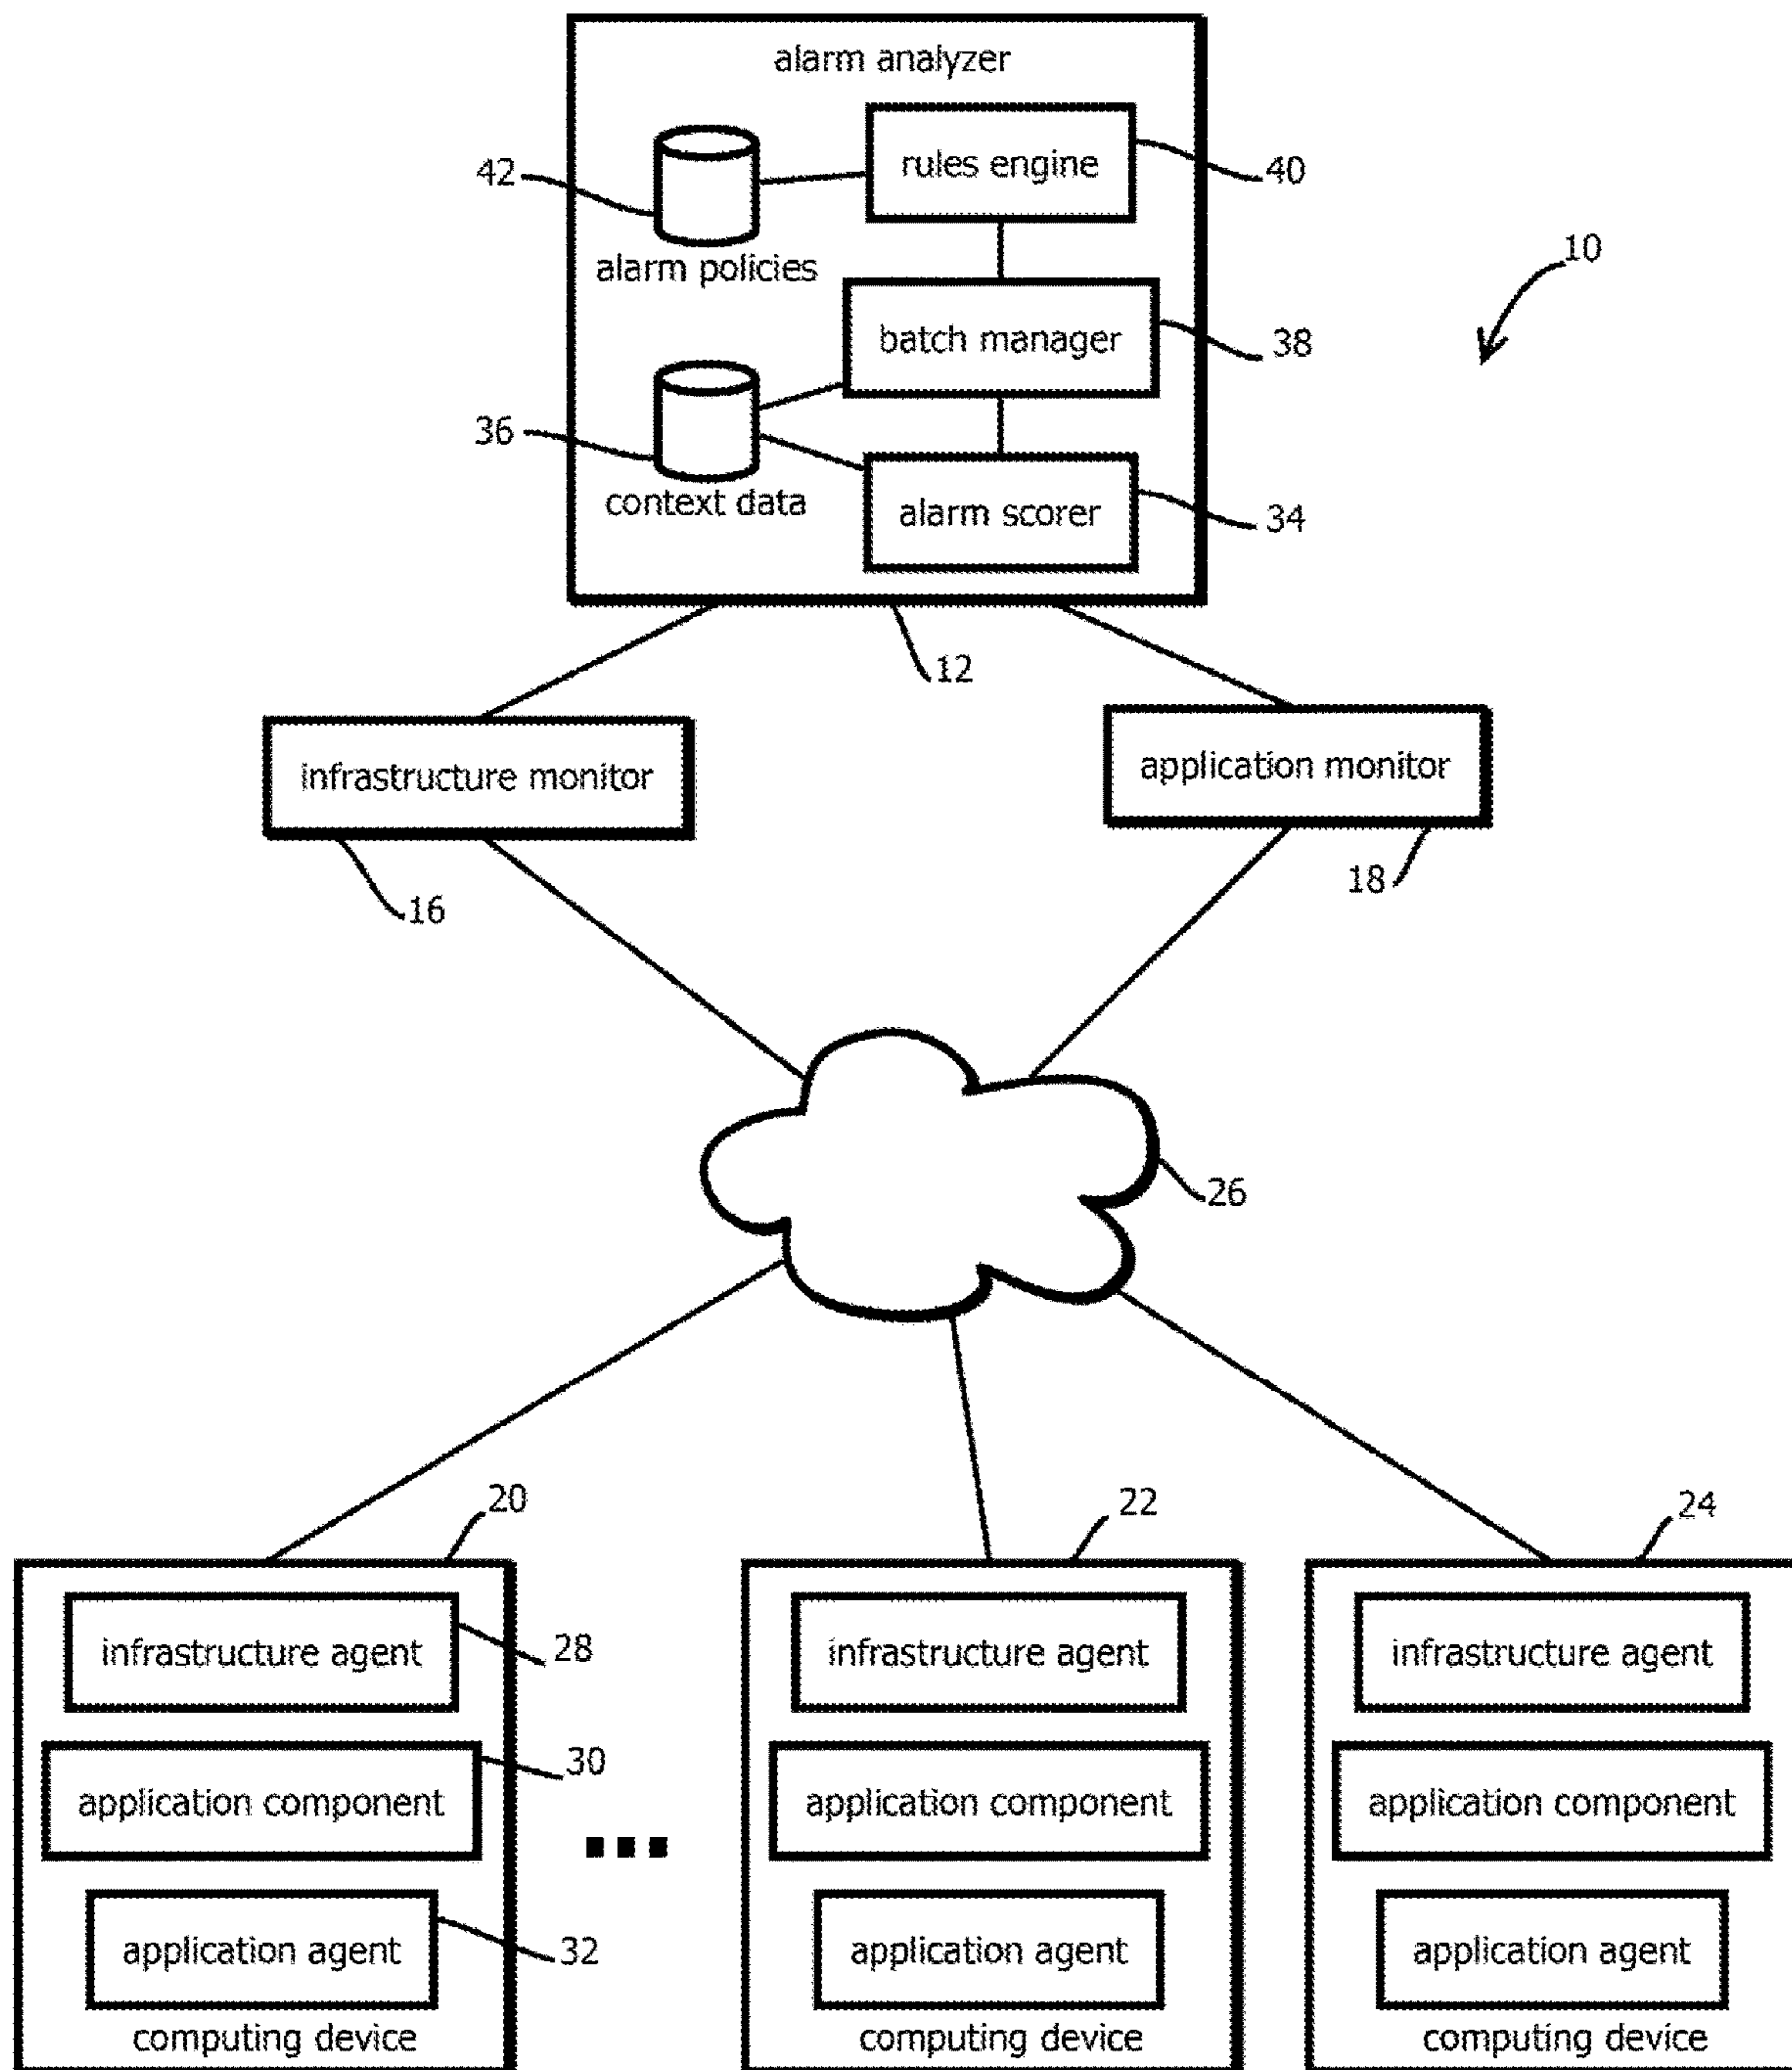 alarm analyzer
rules engine
40
42
alarm policies
10
batch manager
38
36
context data
alarm scorer
34
12
infrastructure monitor
application monitor
16
18
26
20
22
24
infrastructure agent
28
infrastructure agent
infrastructure agent
application component
30
application component
application component
application agent
32
application agent
application agent
computing device
computing device
computing device